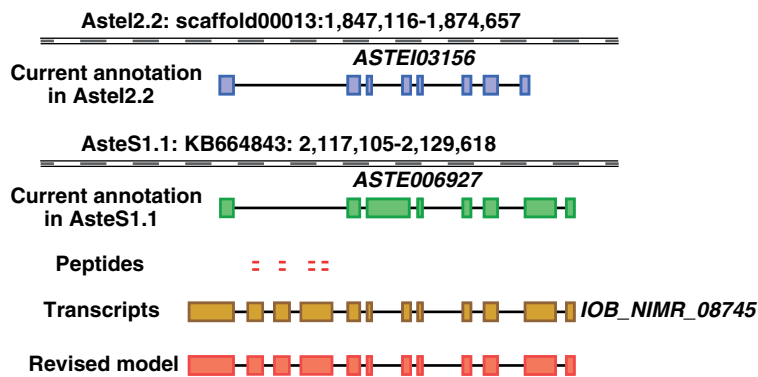 Astel2.2: scaffold00013:1,847,116-1,874,657
ASTEI03156
Current annotation
in Astel2.2
AsteS1.1: KB664843: 2,117,105-2,129,618
ASTE006927
Current annotation
in AsteS1.1
Peptides
Transcripts
IOB_NIMR_08745
Revised model